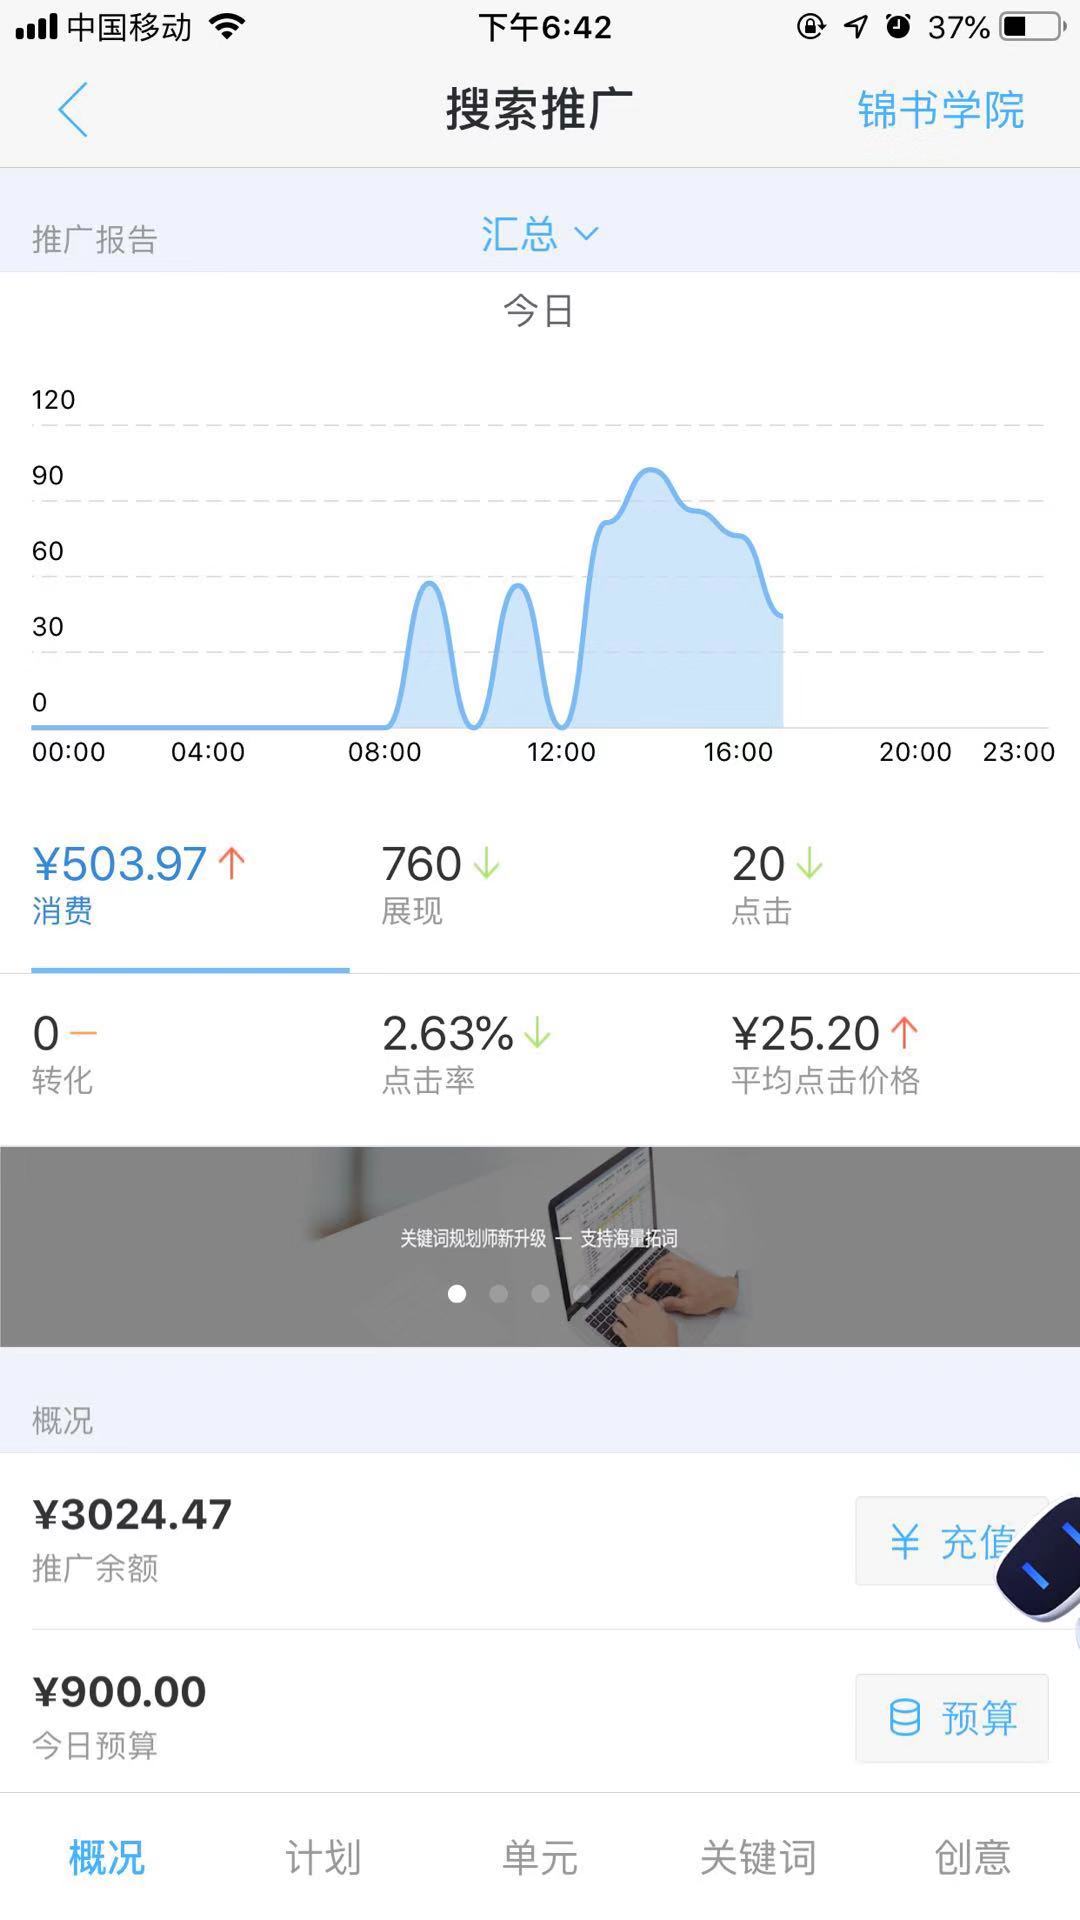 中国移动 下午6:42 37%
搜索推广 锦书学院
推广报告 汇总
今日
120
90
60
30
0
00:00 04:00 08:00 12:00 16:00 20:00 23:00
¥503.97 760 20
消费 展现 点击
0 2.63% ¥25.20
转化 点击率 平均点击价格
关键词规划师新升级 — 支持海量拓词
概况
¥3024.47
推广余额
¥ 充值
¥900.00
今日预算
预算
概况 计划 单元 关键词 创意